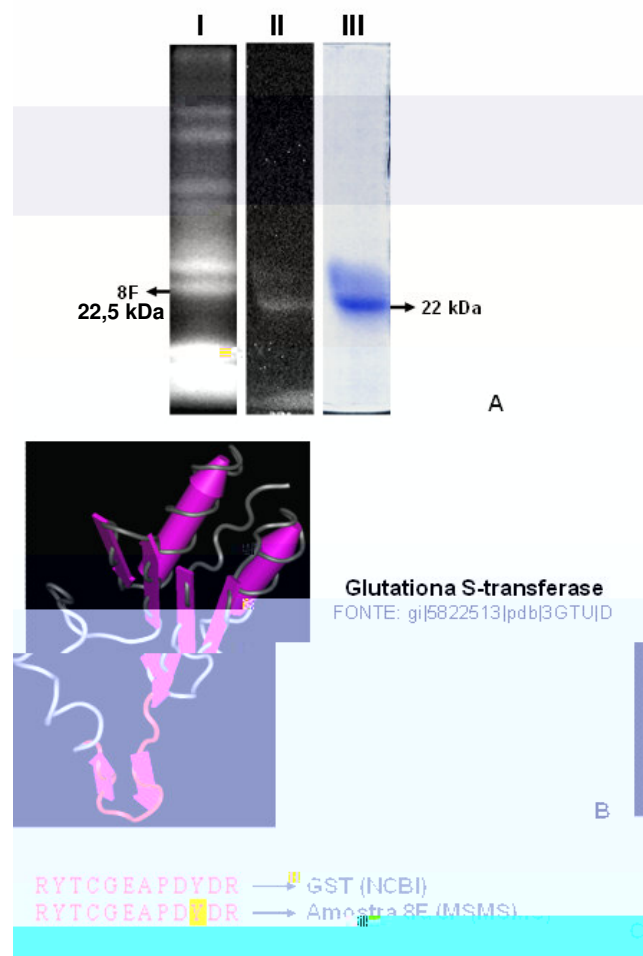 I II III
8F
22,5 kDa
22 kDa
A
Glutationa S-transferase
FONTE: gi|5822513|pdb|3GTU|D
B
RYTCGEAPDYDR GST (NCBI)
RYTCGEAPDYDR Amostra 8F (MSMS)
C